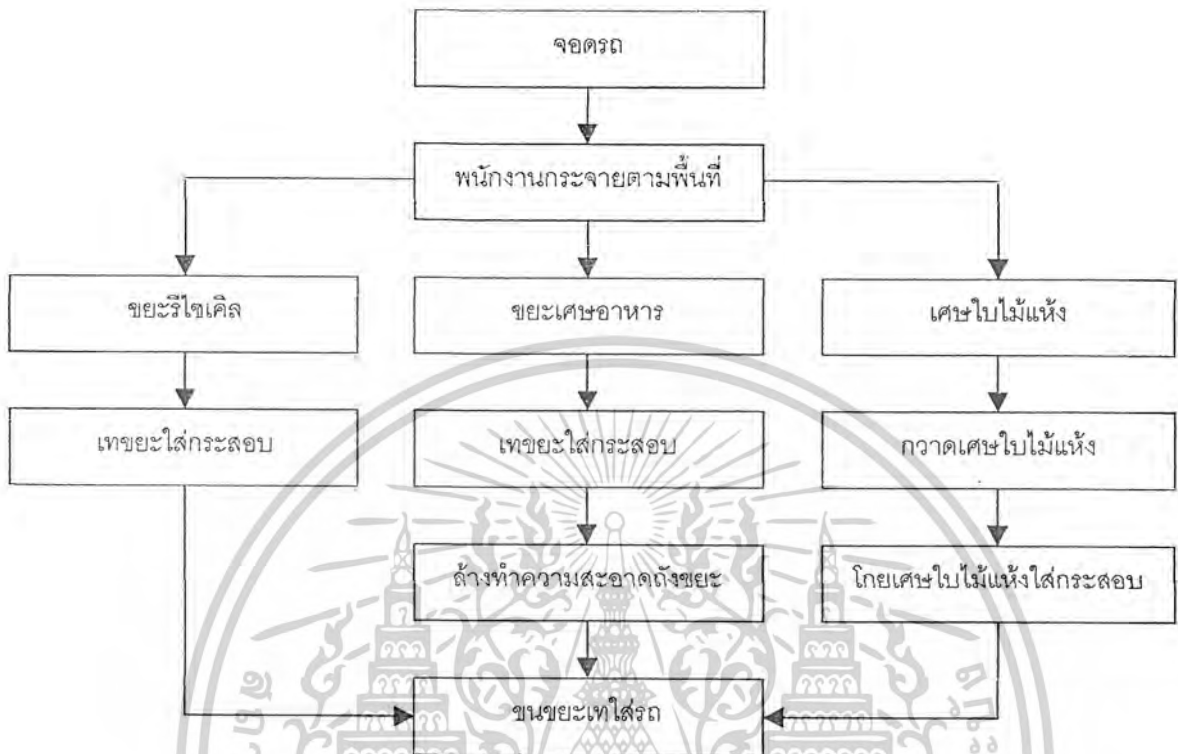 จอดรถ
พนักงานกระจายตามพื้นที่
ขยะรีไซเคิล
ขยะเศษอาหาร
เศษใบไม้แห้ง
เทขยะใส่กระสอบ
เทขยะใส่กระสอบ
กวาดเศษใบไม้แห้ง
ล้างทำความสะอาดถังขยะ
โกยเศษใบไม้แห้งใส่กระสอบ
ขนขยะเทใส่รถ